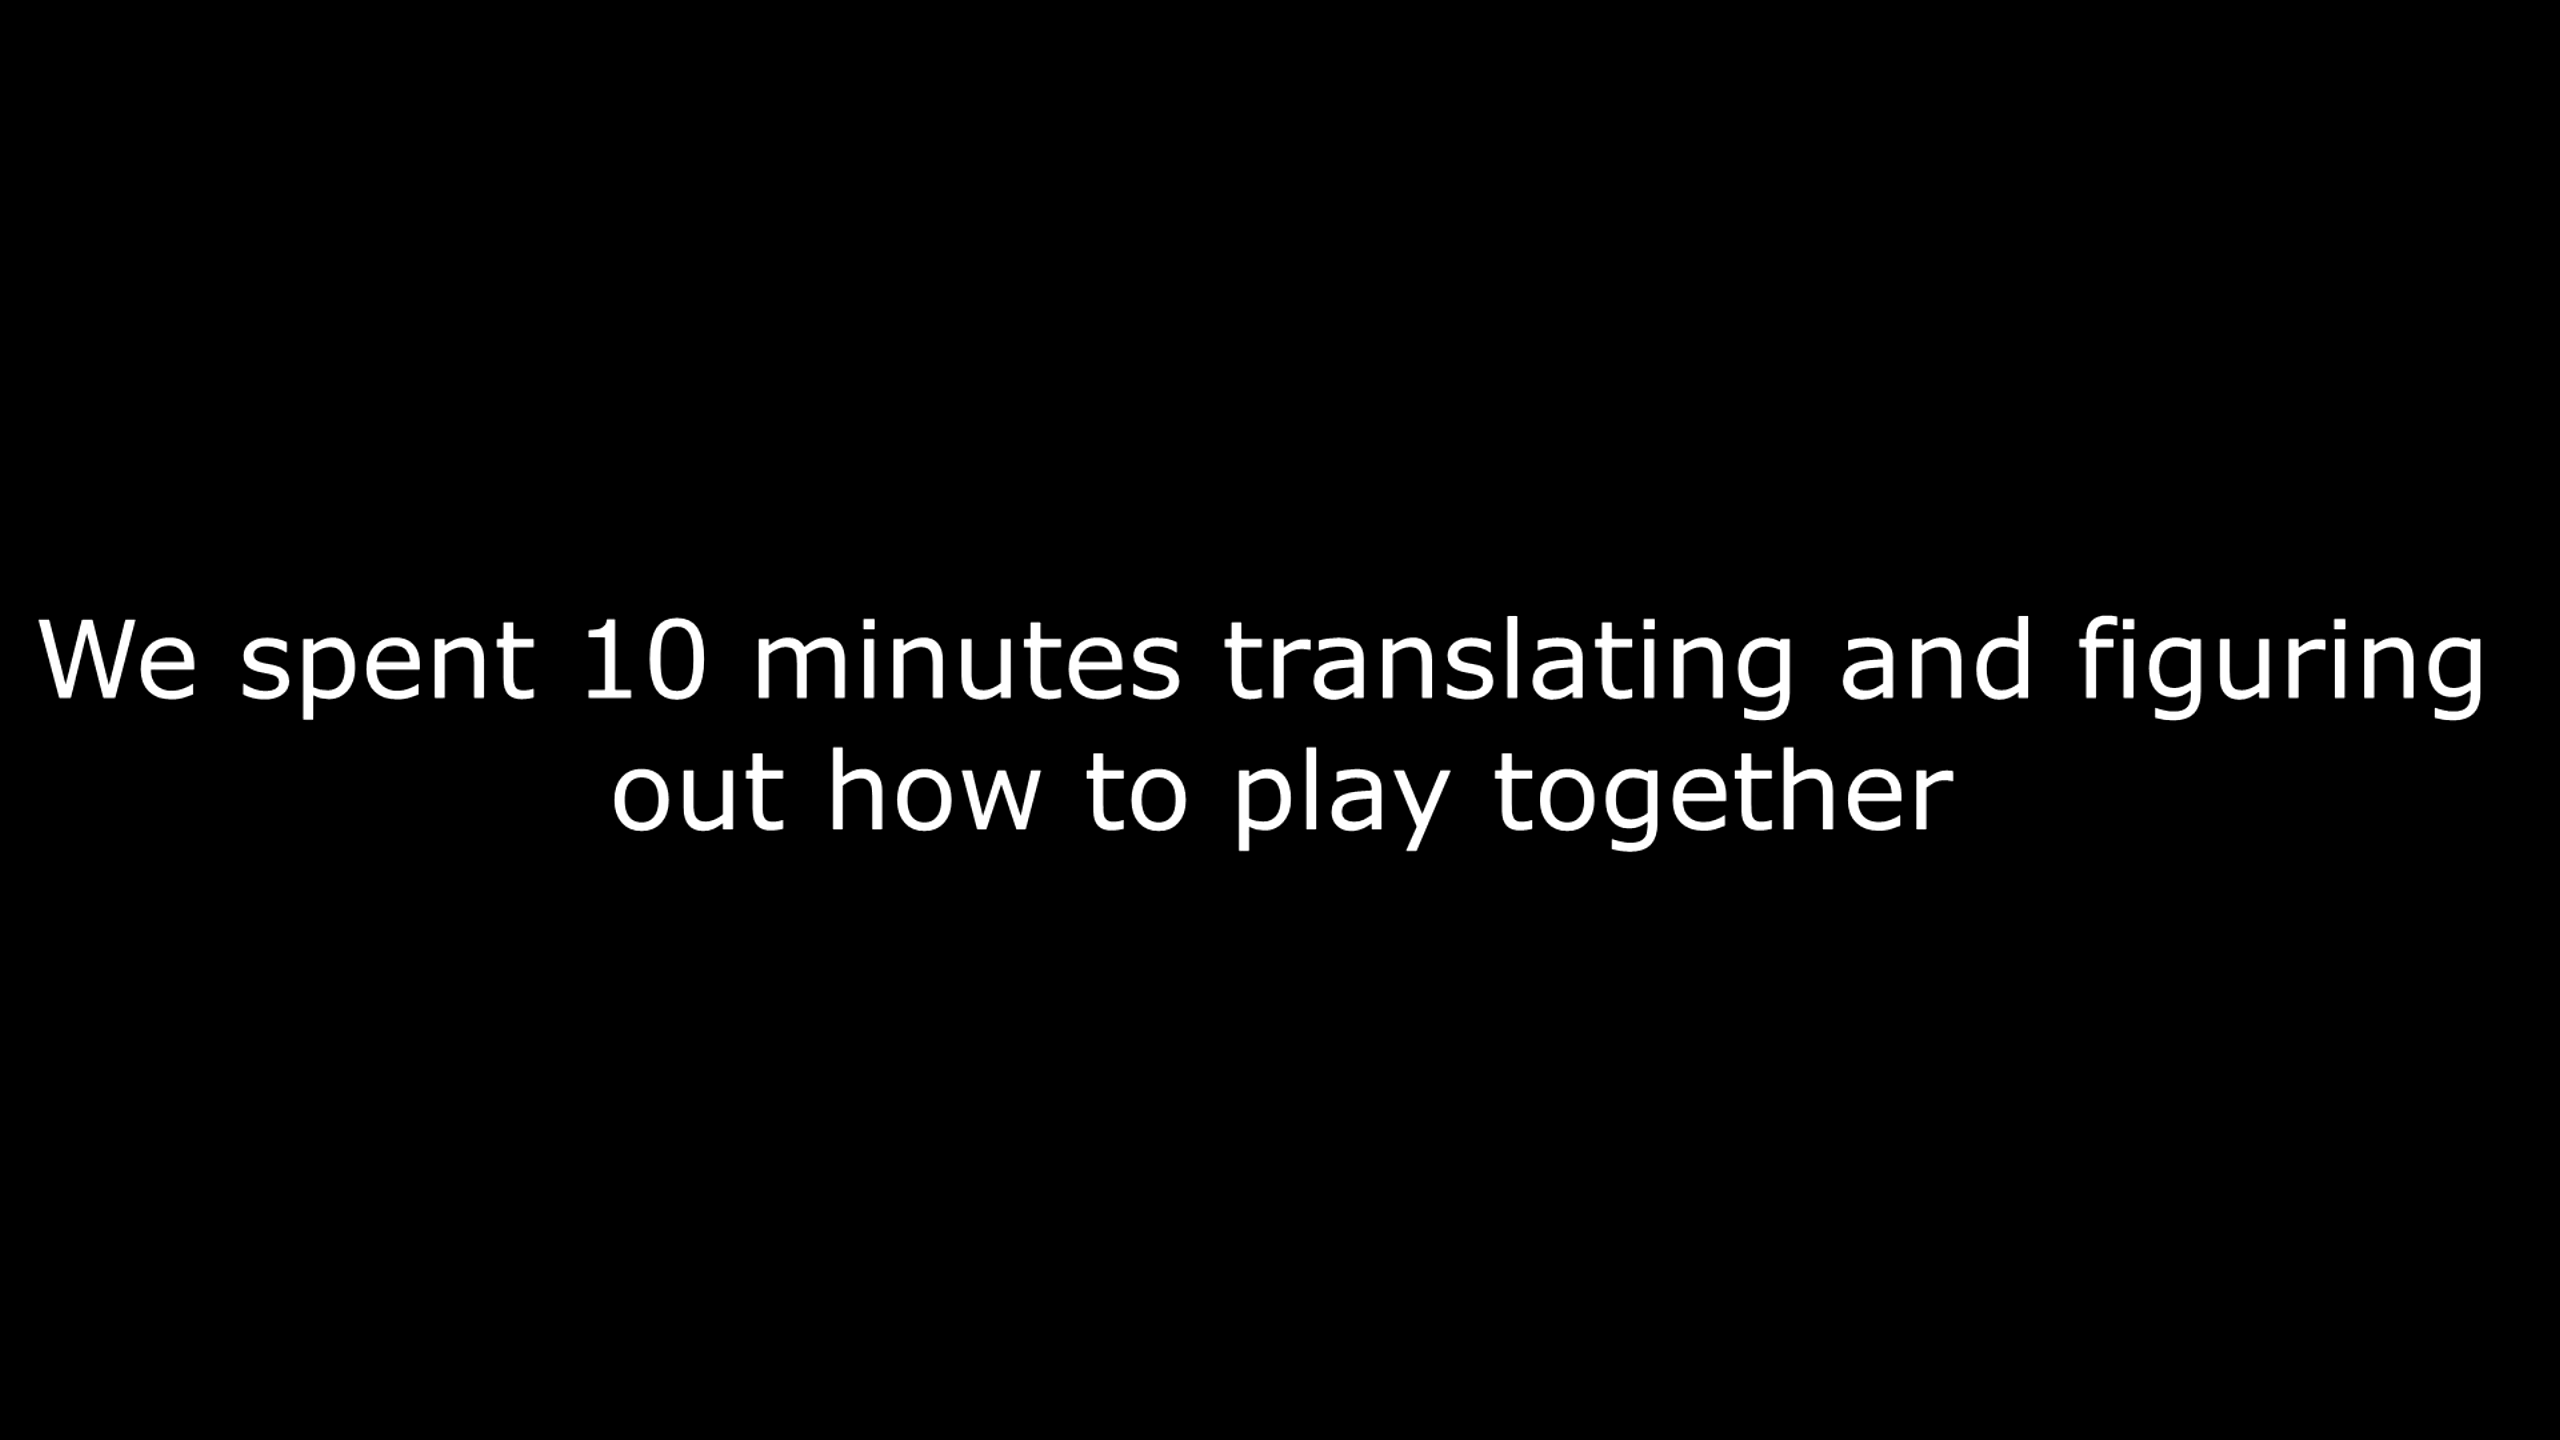 We spent 10 minutes translating and figuring
out how to play together